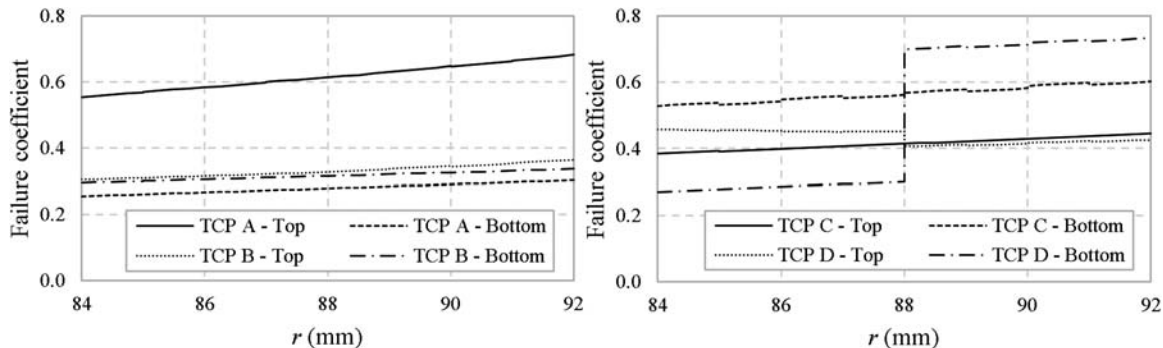 Failure coefficient
0.8
0.6
0.4
0.2
0.0
TCP A - Top
TCP A - Bottom
TCP B - Top
TCP B - Bottom
84
86
88
90
92
r (mm)
Failure coefficient
0.8
0.6
0.4
0.2
0.0
TCP C - Top
TCP C - Bottom
TCP D - Top
TCP D - Bottom
84
86
88
90
92
r (mm)